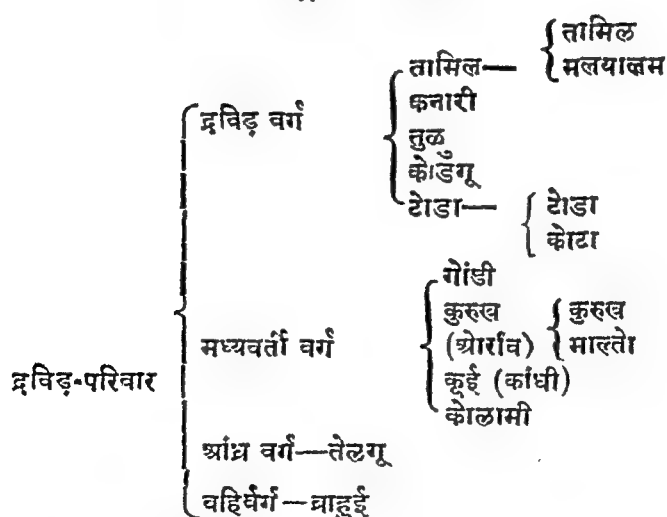 तामिल— तामिल
मलयालम
द्रविड़ वर्ग
कनारी
तुळु
कोडगू
टोडा— टोडा
कोटा
गोंडी
कुरुख कुरुख
मध्यवर्ती वर्ग
(ओराँव) माल्तो
द्रविड़-परिवार
कूई (कांधी)
कोलामी
आंध्र वर्ग—तेलगू
वहिर्वर्ग—व्राहुई